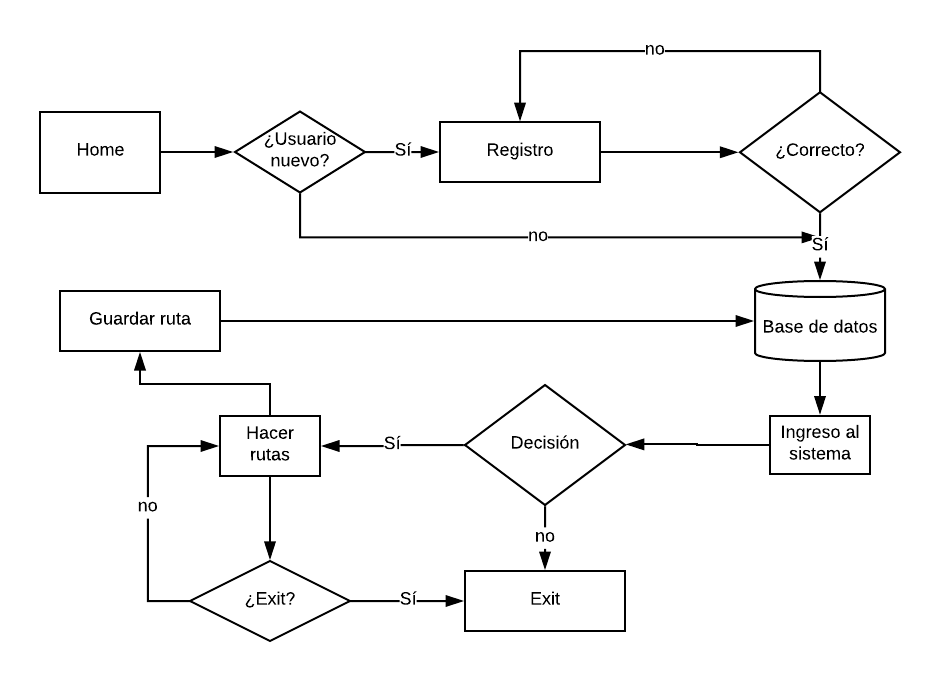 no
Home
¿Usuario
nuevo?
Sí
Registro
¿Correcto?
no
Sí
Guardar ruta
Base de datos
Hacer
rutas
Sí
Decisión
Ingreso al
sistema
no
no
¿Exit?
Sí
Exit